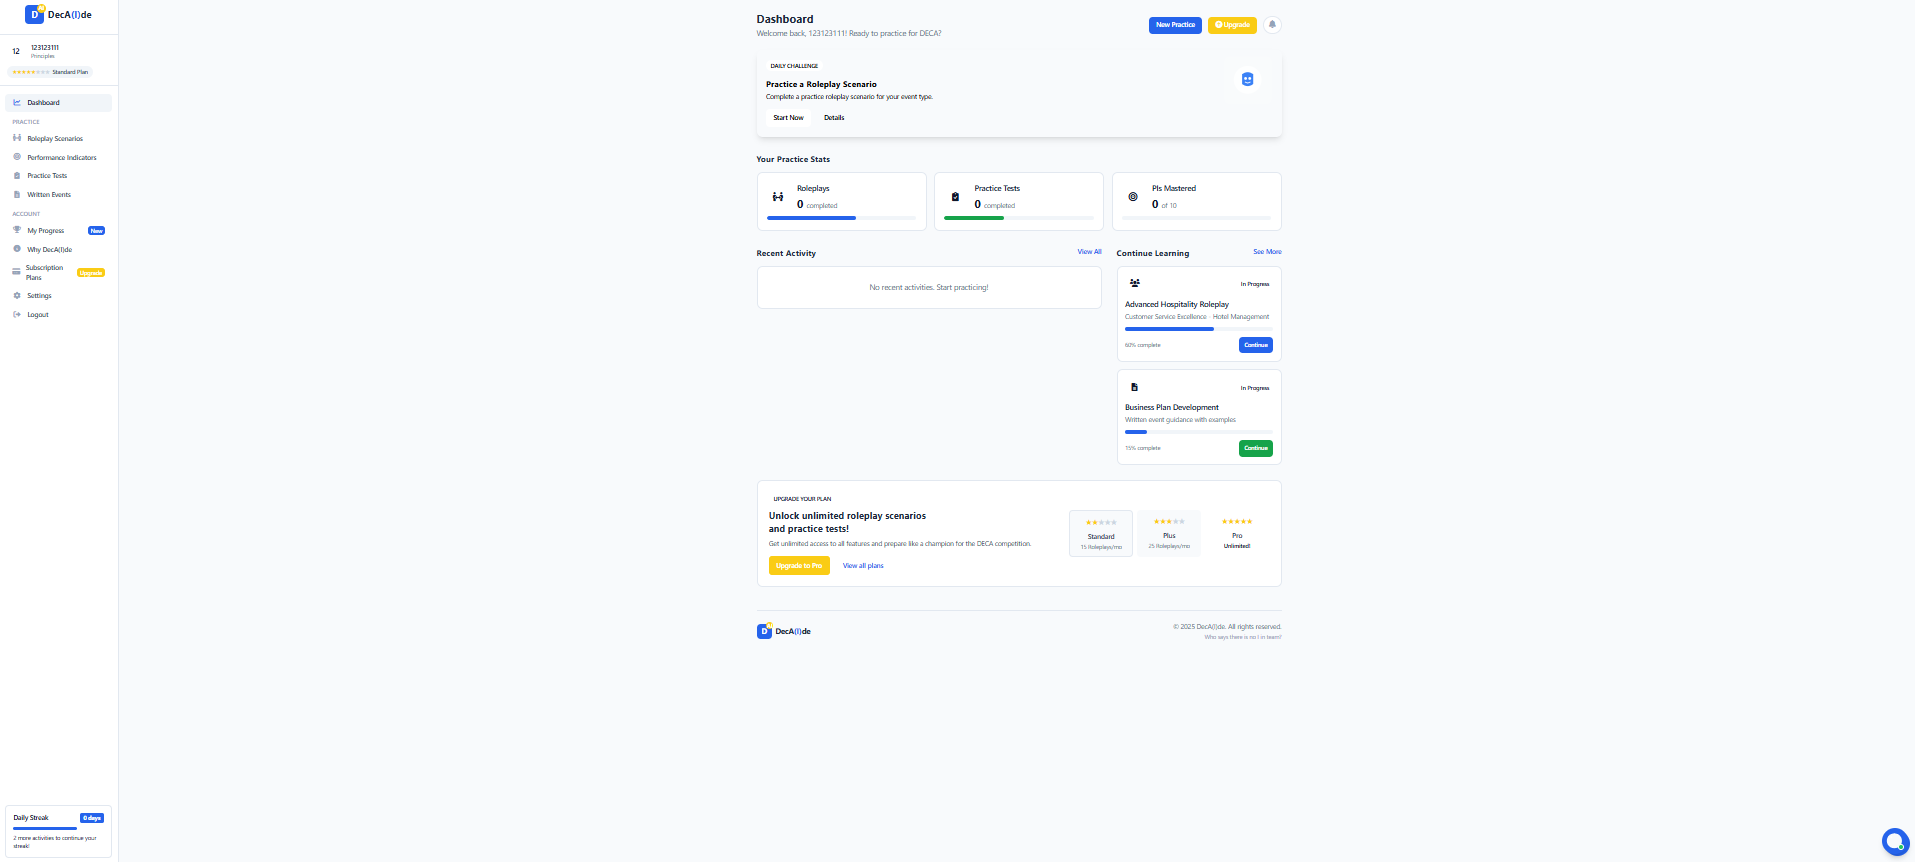 D DecA(I)de
12 123123111
Principles
Standard Plan
Dashboard
PRACTICE
Roleplay Scenarios
Performance Indicators
Practice Tests
Written Events
ACCOUNT
My Progress New
Why DecA(I)de
Subscription
Plans
Upgrade
Settings
Logout
Daily Streak 0 days
2 more activities to continue your
streak!
Dashboard
Welcome back, 123123111! Ready to practice for DECA?
New Practice Upgrade
DAILY CHALLENGE
Practice a Roleplay Scenario
Complete a practice roleplay scenario for your event type.
Start Now Details
Your Practice Stats
Roleplays
0 completed
Practice Tests
0 completed
PIs Mastered
0 of 10
Recent Activity View All
No recent activities. Start practicing!
Continue Learning See More
In Progress
Advanced Hospitality Roleplay
Customer Service Excellence · Hotel Management
60% complete Continue
In Progress
Business Plan Development
Written event guidance with examples
15% complete Continue
UPGRADE YOUR PLAN
Unlock unlimited roleplay scenarios
and practice tests!
Get unlimited access to all features and prepare like a champion for the DECA competition.
Upgrade to Pro View all plans
Standard
15 Roleplays/mo
Plus
25 Roleplays/mo
Pro
Unlimited!
D DecA(I)de
© 2025 DecA(I)de. All rights reserved.
Who says there is no I in team?